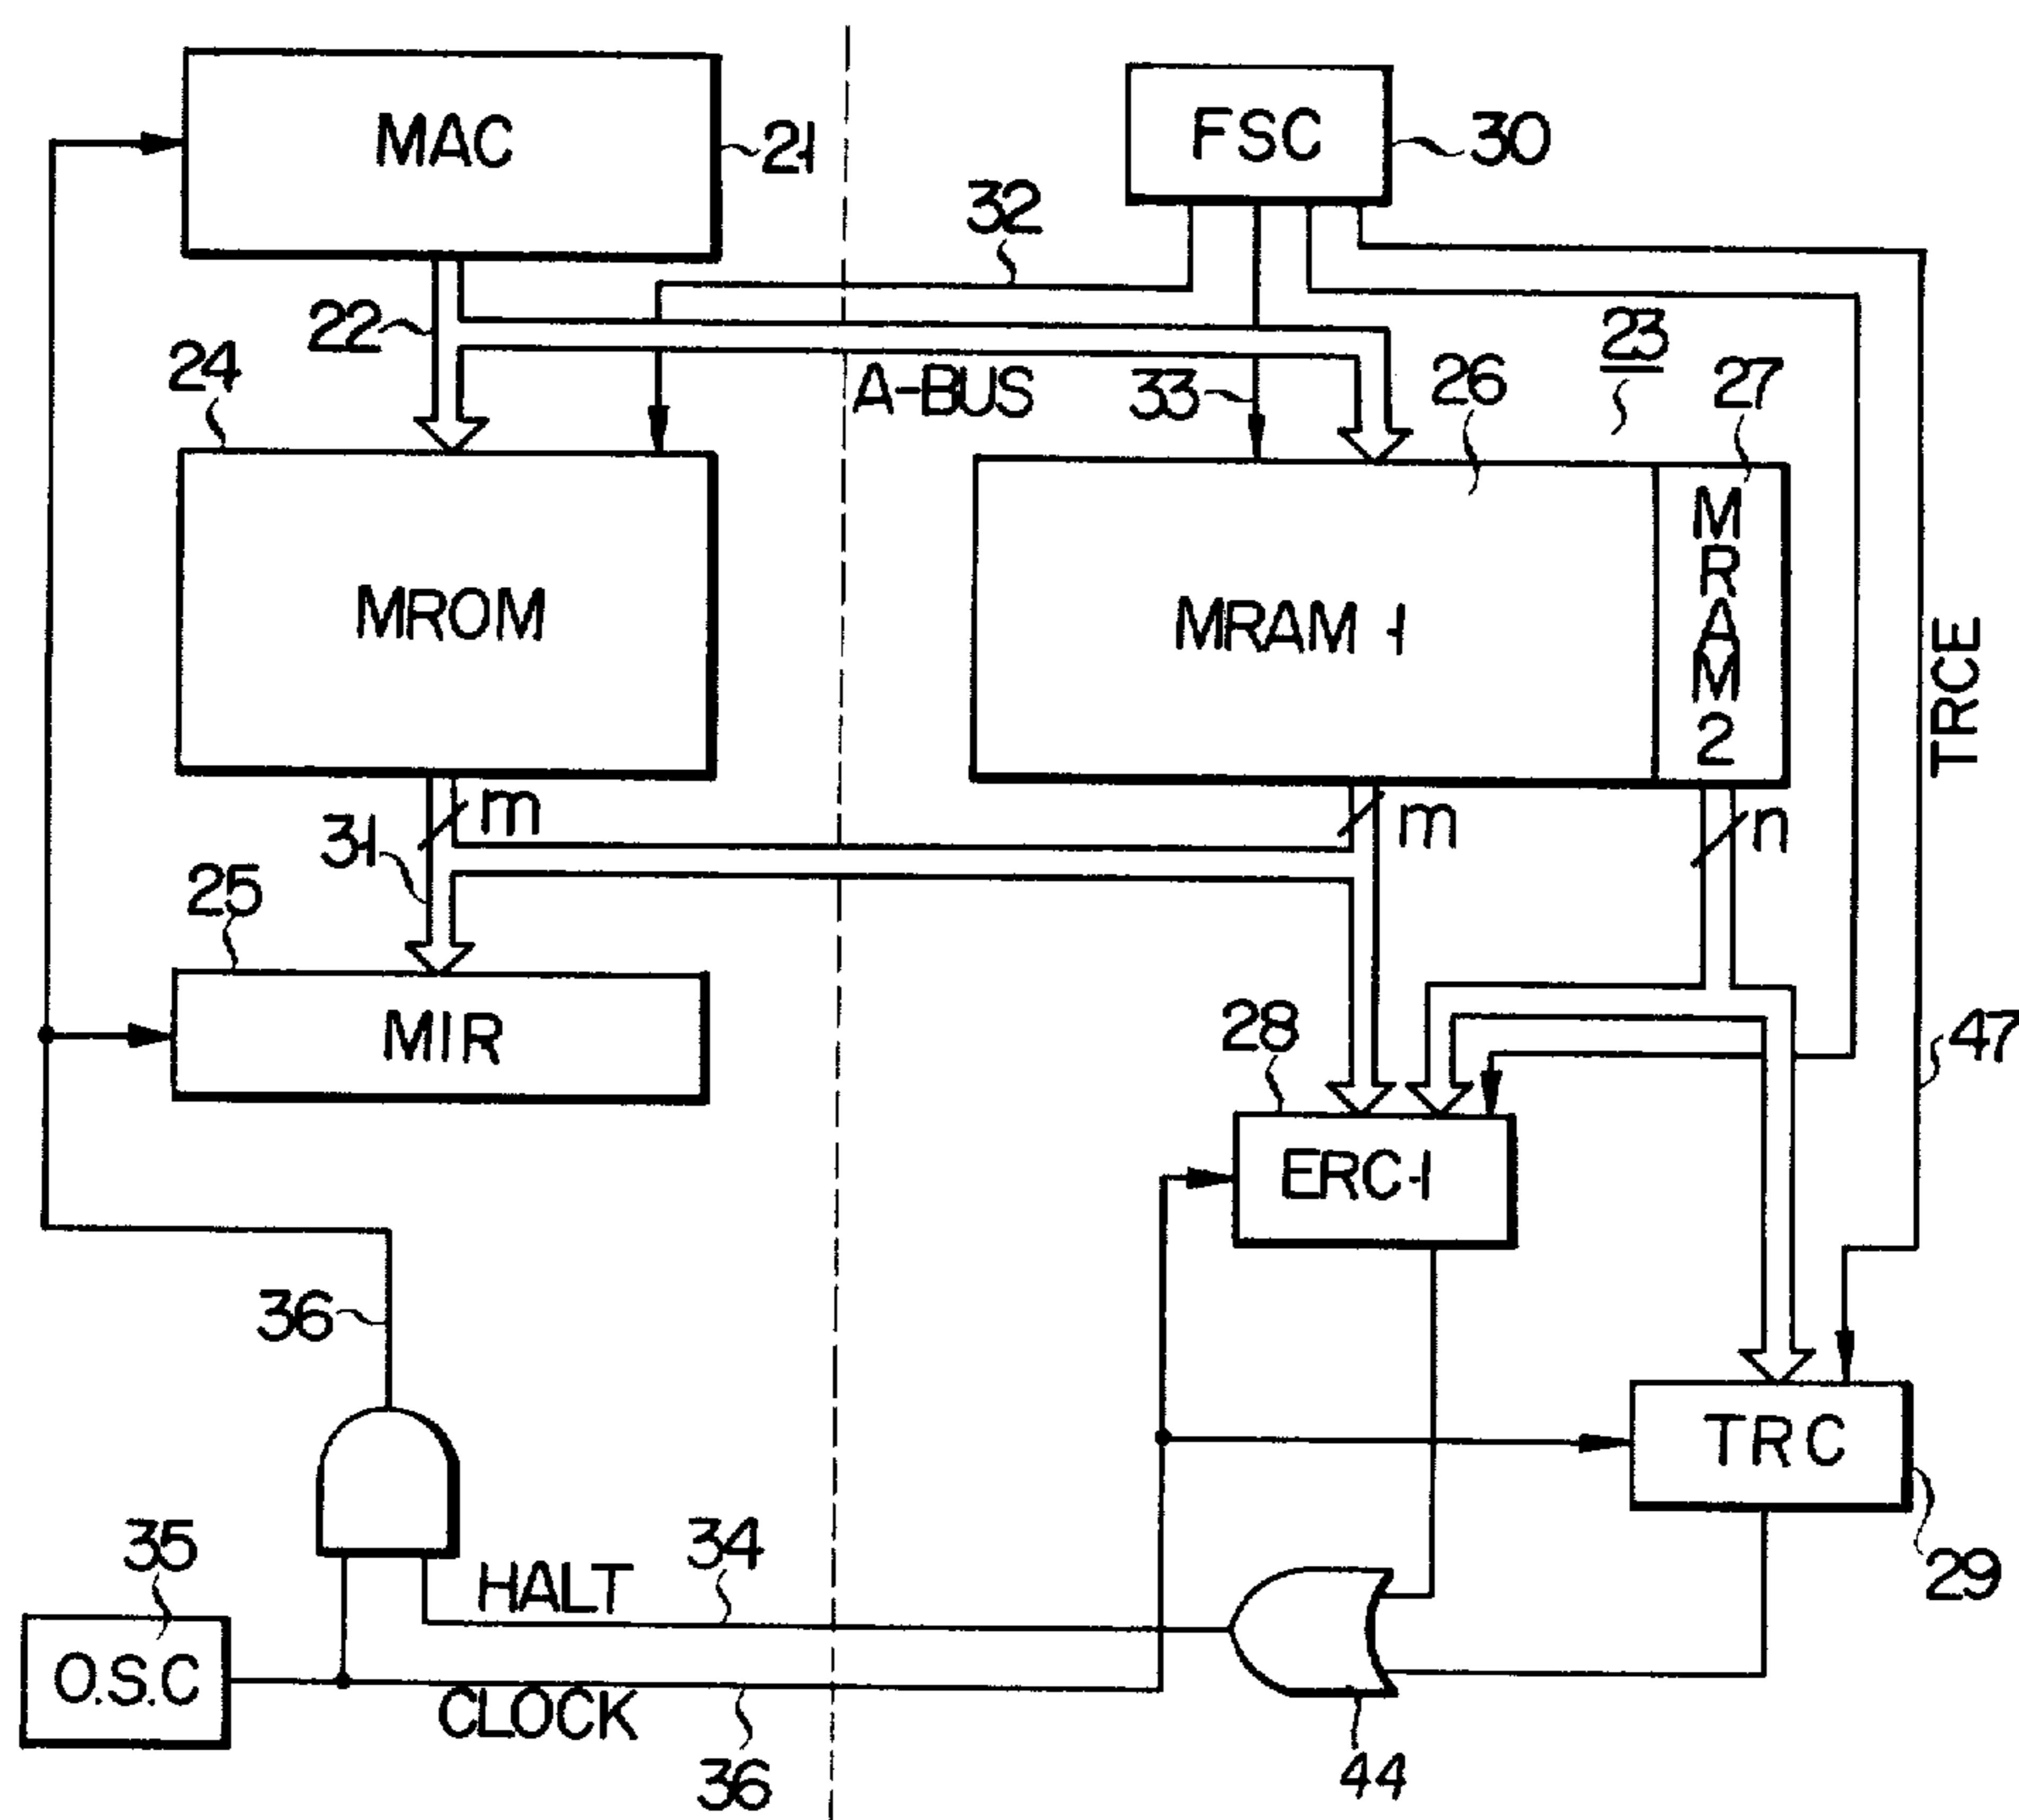 MAC
21
FSC
30
32
22
24
A-BUS
33
26
23
27
MROM
MRAM-1
MRAM2
TRCE
m
m
n
31
25
MIR
28
47
ERC-1
36
TRC
29
35
HALT
34
O.S.C
CLOCK
36
44